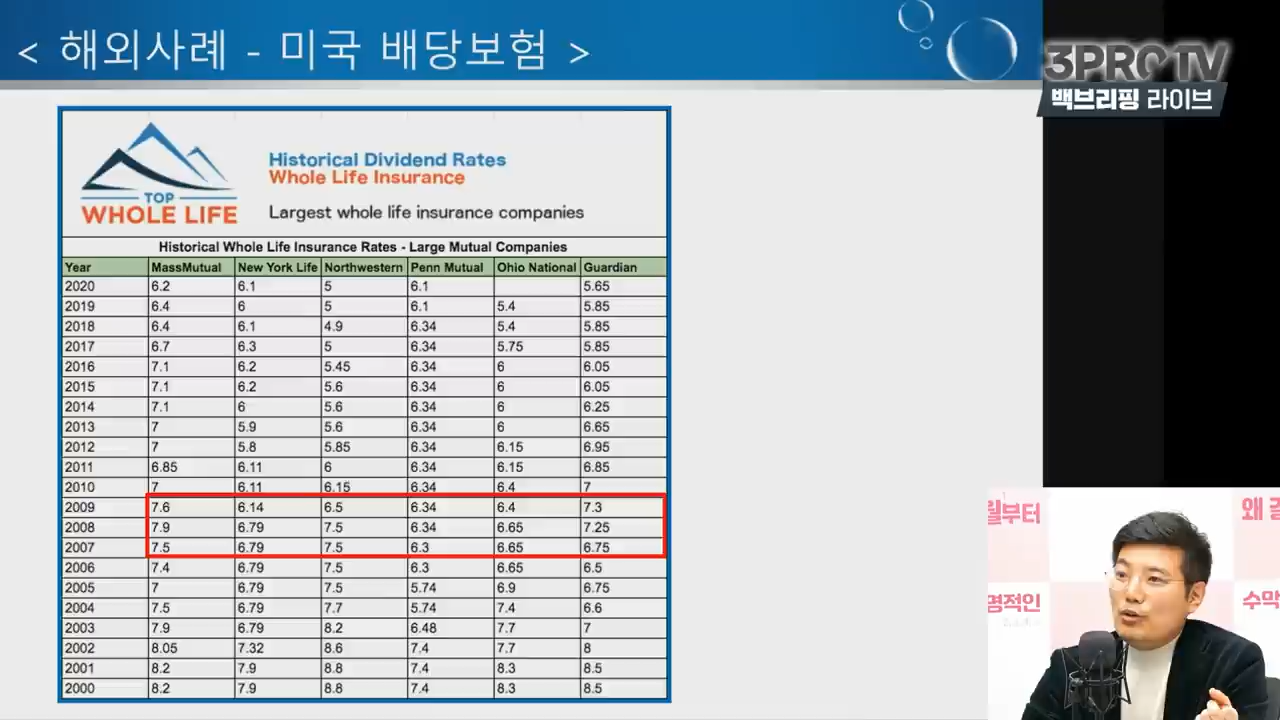 < 해외사례 - 미국 배당보험 >
3PROTV
백브리핑 라이브
TOP
WHOLE LIFE
Historical Dividend Rates
Whole Life Insurance
Largest whole life insurance companies
Historical Whole Life Insurance Rates - Large Mutual Companies
Year MassMutual New York Life Northwestern Penn Mutual Ohio National Guardian
2020 6.2 6.1 5 6.1 5.65
2019 6.4 6 5 6.1 5.4 5.85
2018 6.4 6.1 4.9 6.34 5.4 5.85
2017 6.7 6.3 5 6.34 5.75 5.85
2016 7.1 6.2 5.45 6.34 6 6.05
2015 7.1 6.2 5.6 6.34 6 6.05
2014 7.1 6 5.6 6.34 6 6.25
2013 7 5.9 5.6 6.34 6 6.65
2012 7 5.8 5.85 6.34 6.15 6.95
2011 6.85 6.11 6 6.34 6.15 6.85
2010 7 6.11 6.15 6.34 6.4 7
2009 7.6 6.14 6.5 6.34 6.4 7.3
2008 7.9 6.79 7.5 6.34 6.65 7.25
2007 7.5 6.79 7.5 6.3 6.65 6.75
2006 7.4 6.79 7.5 6.3 6.65 6.5
2005 7 6.79 7.5 5.74 6.9 6.75
2004 7.5 6.79 7.7 5.74 7.4 6.6
2003 7.9 6.79 8.2 6.48 7.7 7
2002 8.05 7.32 8.6 7.4 7.7 8
2001 8.2 7.9 8.8 7.4 8.3 8.5
2000 8.2 7.9 8.8 7.4 8.3 8.5
월부터
왜
명적인
수막